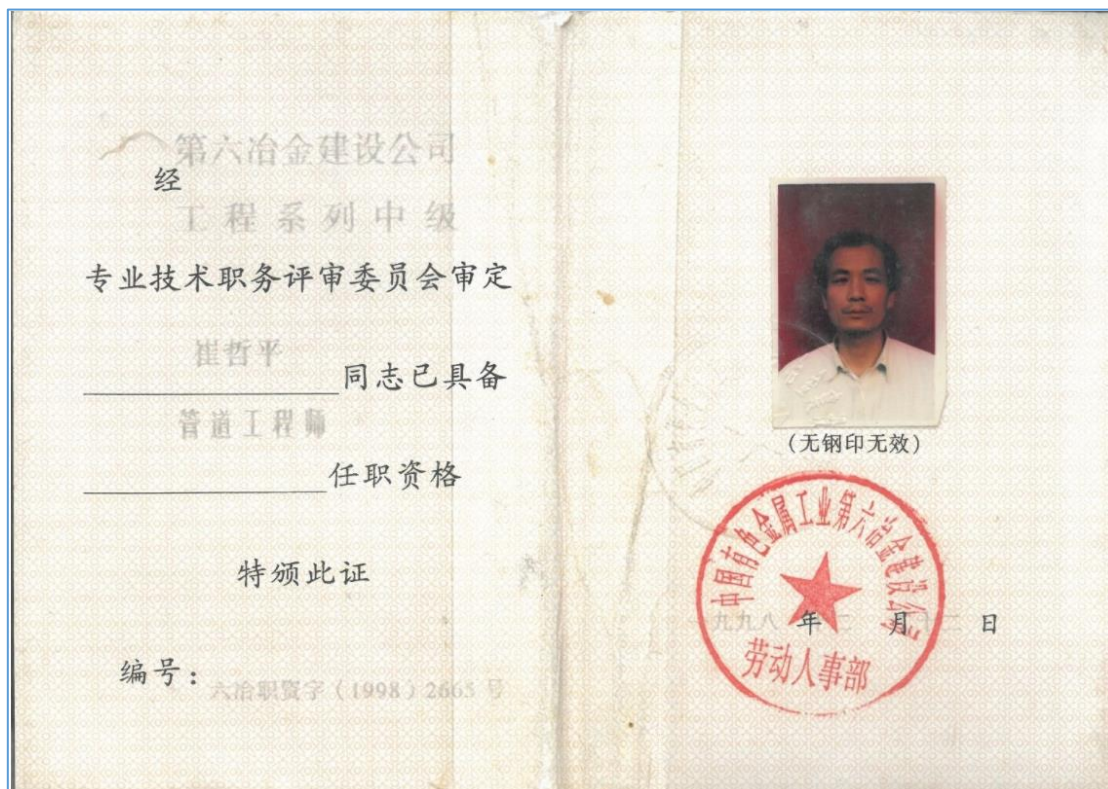 第六冶金建设公司
经
工程系列中级
专业技术职务评审委员会审定
崔哲平
同志已具备
管道工程师
任职资格
特颁此证
编号:
六冶职资字(1998)2665号
(无钢印无效)
中国有色金属工业第六冶金建设公司
劳动人事部
一九九八年十二月十二日